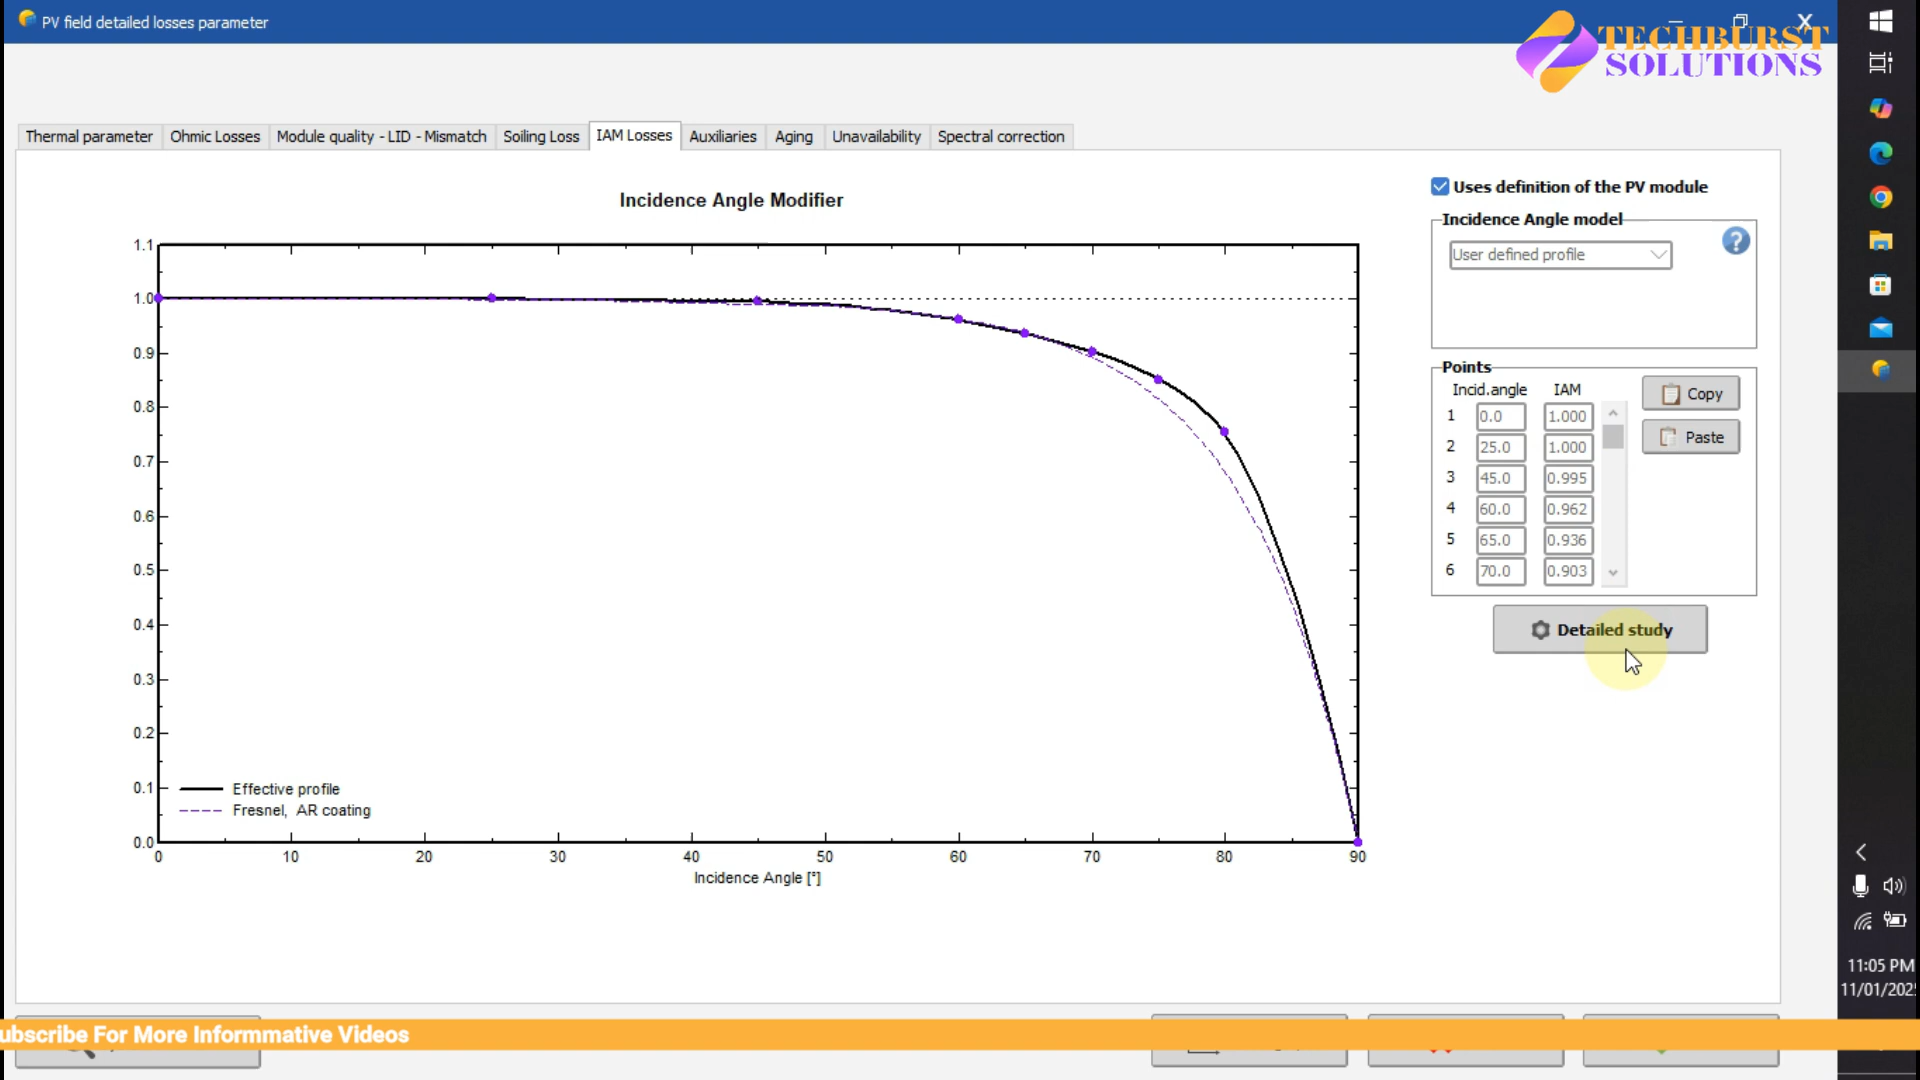 PV field detailed losses parameter
TECHBURST
SOLUTIONS
Thermal parameter
Ohmic Losses
Module quality - LID - Mismatch
Soiling Loss
IAM Losses
Auxiliaries
Aging
Unavailability
Spectral correction
Incidence Angle Modifier
1.1
1.0
0.9
0.8
0.7
0.6
0.5
0.4
0.3
0.2
0.1
0.0
Effective profile
Fresnel, AR coating
0 10 20 30 40 50 60 70 80 90
Incidence Angle [°]
Uses definition of the PV module
Incidence Angle model
User defined profile
?
Points
Incid.angle IAM
1 0.0 1.000
2 25.0 1.000
3 45.0 0.995
4 60.0 0.962
5 65.0 0.936
6 70.0 0.903
Copy
Paste
Detailed study
11:05 PM
11/01/202
ubscribe For More Informmative Videos